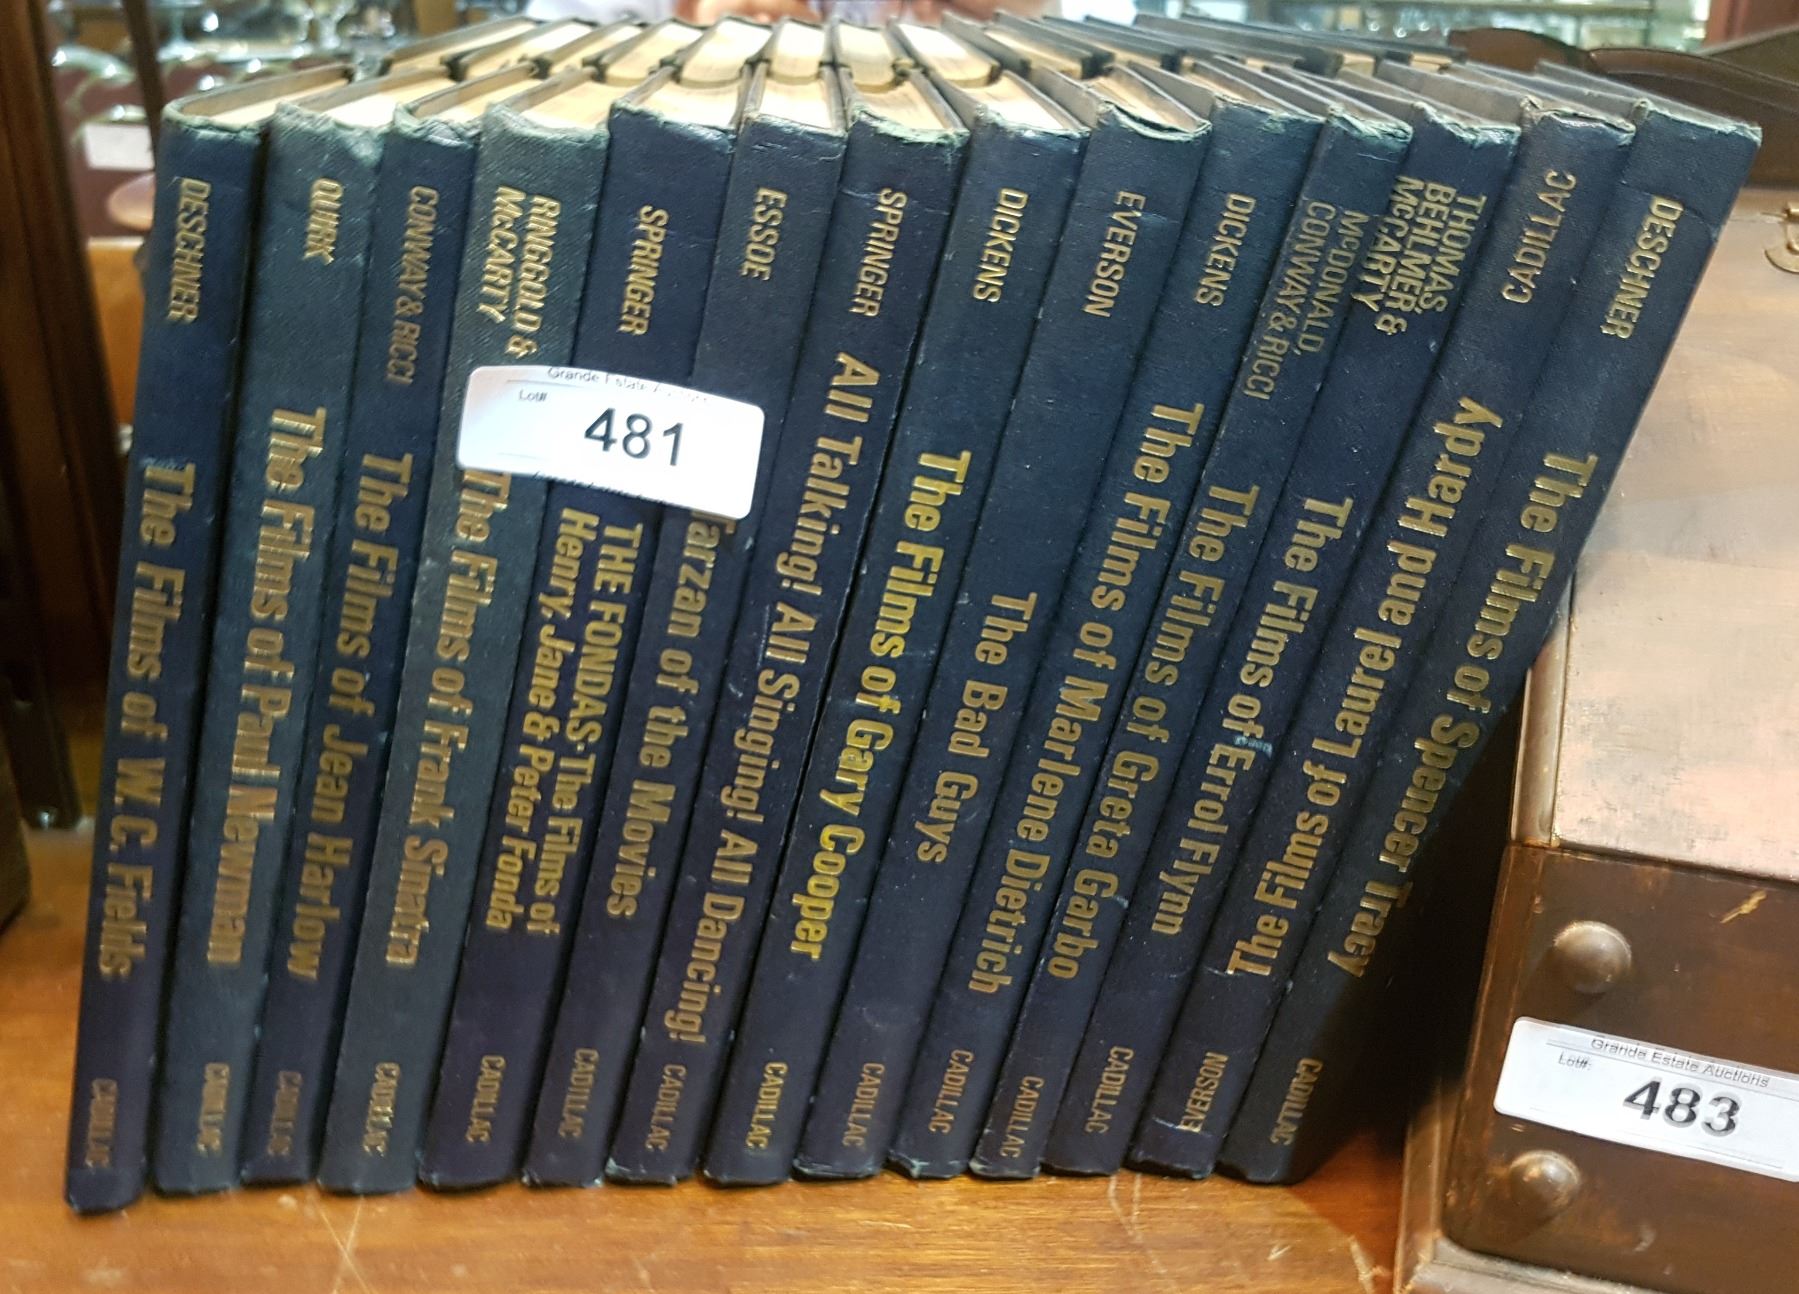 DESCHNER
The Films of W.C. Fields
CADILLAC
QUIRK
The Films of Paul Newman
CADILLAC
CONWAY & RICCI
The Films of Jean Harlow
CADILLAC
RINGGOLD &
McCARTY
The Films of Frank Sinatra
CADILLAC
SPRINGER
THE FONDAS-The Films of
Henry, Jane & Peter Fonda
CADILLAC
ESSOE
Tarzan of the Movies
CADILLAC
SPRINGER
All Talking! All Singing! All Dancing!
CADILLAC
DICKENS
The Films of Gary Cooper
CADILLAC
EVERSON
The Bad Guys
CADILLAC
DICKENS
The Films of Marlene Dietrich
CADILLAC
McDONALD,
CONWAY & RICCI
The Films of Greta Garbo
CADILLAC
THOMAS,
BEHLMER, &
McCARTY
The Films of Errol Flynn
CADILLAC
CADILLAC
The Films of Laurel and Hardy
EVERSON
DESCHNER
The Films of Spencer Tracy
CADILLAC
Grande Estate Auctions
Lot#
481
Grande Estate Auctions
Lot#:
483